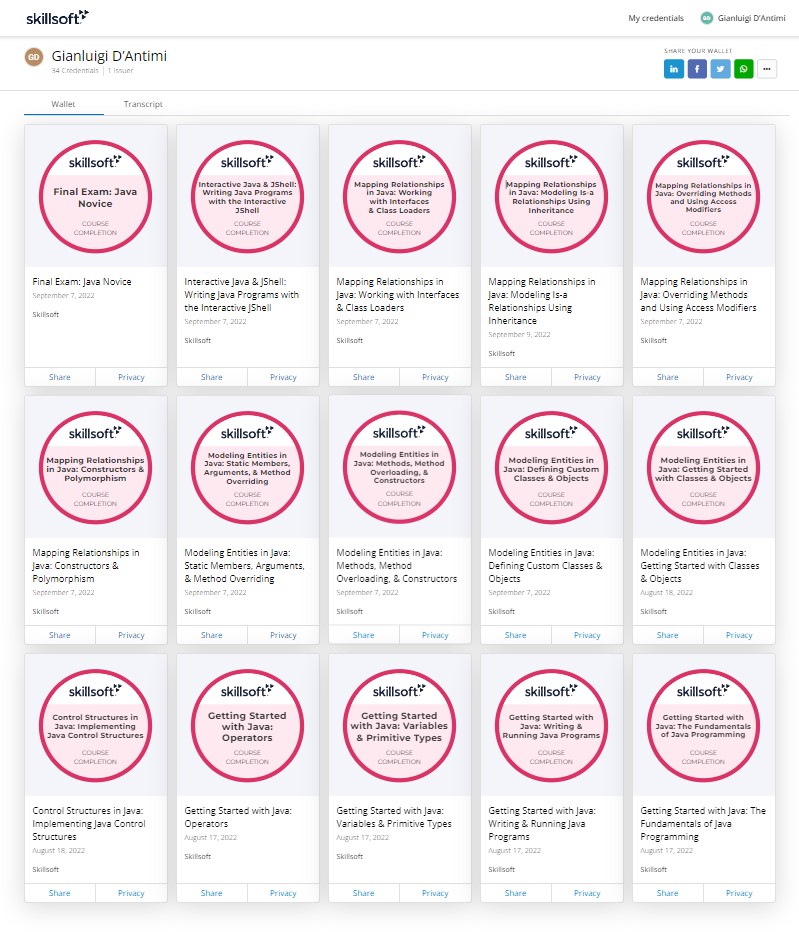 skillsoft
My credentials
GD
Gianluigi D'Antimi
GD
Gianluigi D'Antimi
34 Credentials | 1 Issuer
SHARE YOUR WALLET
Wallet
Transcript
skillsoft
Final Exam: Java
Novice
COURSE
COMPLETION
Final Exam: Java Novice
September 7, 2022
Skillsoft
Share
Privacy
skillsoft
Interactive Java & JShell:
Writing Java Programs
with the Interactive
JShell
COURSE
COMPLETION
Interactive Java & JShell:
Writing Java Programs with
the Interactive JShell
September 7, 2022
Skillsoft
Share
Privacy
skillsoft
Mapping Relationships
in Java: Working
with Interfaces
& Class Loaders
COURSE
COMPLETION
Mapping Relationships in
Java: Working with Interfaces
& Class Loaders
September 7, 2022
Skillsoft
Share
Privacy
skillsoft
Mapping Relationships
in Java: Modeling Is-a
Relationships Using
Inheritance
COURSE
COMPLETION
Mapping Relationships in
Java: Modeling Is-a
Relationships Using
Inheritance
September 9, 2022
Skillsoft
Share
Privacy
skillsoft
Mapping Relationships in
Java: Overriding Methods
and Using Access
Modifiers
COURSE
COMPLETION
Mapping Relationships in
Java: Overriding Methods
and Using Access Modifiers
September 7, 2022
Skillsoft
Share
Privacy
skillsoft
Mapping Relationships
in Java: Constructors &
Polymorphism
COURSE
COMPLETION
Mapping Relationships in
Java: Constructors &
Polymorphism
September 7, 2022
Skillsoft
Share
Privacy
skillsoft
Modeling Entities in
Java: Static Members,
Arguments, & Method
Overriding
COURSE
COMPLETION
Modeling Entities in Java:
Static Members, Arguments,
& Method Overriding
September 7, 2022
Skillsoft
Share
Privacy
skillsoft
Modeling Entities in
Java: Methods, Method
Overloading, &
Constructors
COURSE
COMPLETION
Modeling Entities in Java:
Methods, Method
Overloading, & Constructors
September 7, 2022
Skillsoft
Share
Privacy
skillsoft
Modeling Entities in
Java: Defining Custom
Classes & Objects
COURSE
COMPLETION
Modeling Entities in Java:
Defining Custom Classes &
Objects
September 7, 2022
Skillsoft
Share
Privacy
skillsoft
Modeling Entities in
Java: Getting Started
with Classes & Objects
COURSE
COMPLETION
Modeling Entities in Java:
Getting Started with Classes
& Objects
August 18, 2022
Skillsoft
Share
Privacy
skillsoft
Control Structures in
Java: Implementing
Java Control Structures
COURSE
COMPLETION
Control Structures in Java:
Implementing Java Control
Structures
August 18, 2022
Skillsoft
Share
Privacy
skillsoft
Getting Started
with Java:
Operators
COURSE
COMPLETION
Getting Started with Java:
Operators
August 17, 2022
Skillsoft
Share
Privacy
skillsoft
Getting Started
with Java: Variables
& Primitive Types
COURSE
COMPLETION
Getting Started with Java:
Variables & Primitive Types
August 17, 2022
Skillsoft
Share
Privacy
skillsoft
Getting Started with
Java: Writing &
Running Java Programs
COURSE
COMPLETION
Getting Started with Java:
Writing & Running Java
Programs
August 17, 2022
Skillsoft
Share
Privacy
skillsoft
Getting Started with
Java: The Fundamentals
of Java Programming
COURSE
COMPLETION
Getting Started with Java: The
Fundamentals of Java
Programming
August 17, 2022
Skillsoft
Share
Privacy